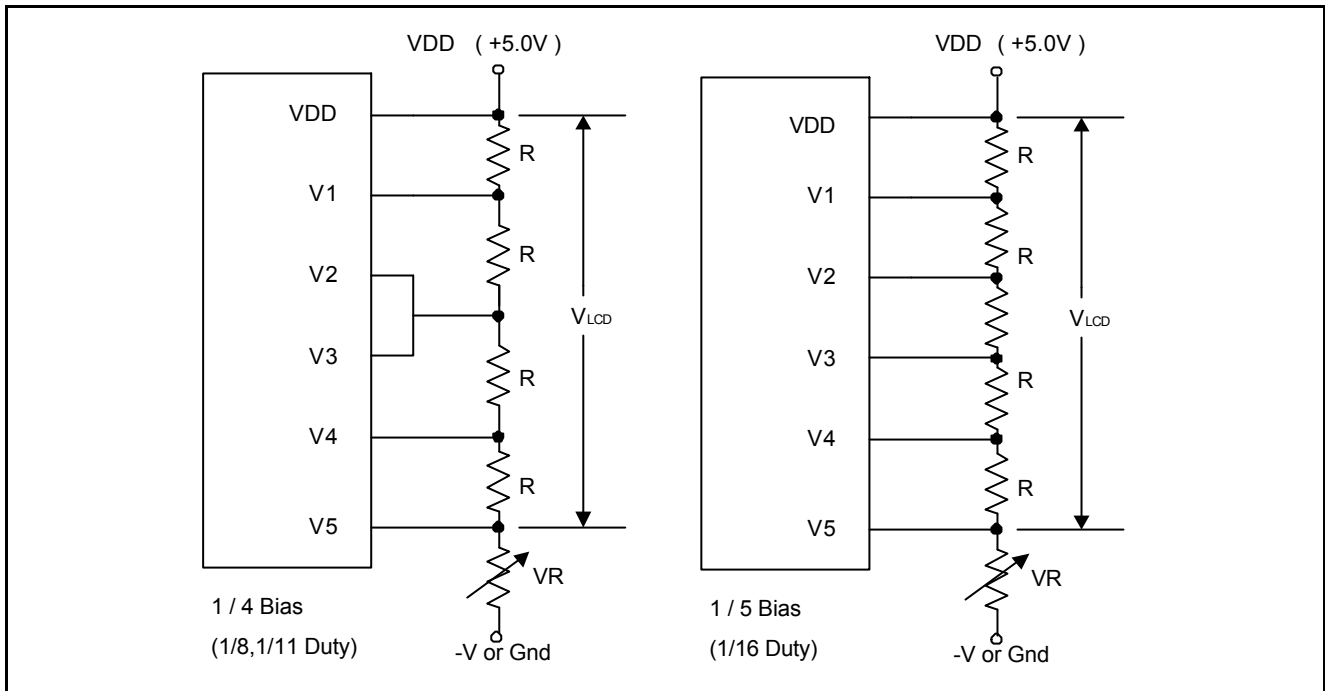 VDD ( +5.0V )
VDD
R
V1
R
V2
V3
VLCD
R
V4
R
V5
VR
1 / 4 Bias
(1/8,1/11 Duty)
-V or Gnd
VDD ( +5.0V )
VDD
R
V1
R
V2
VLCD
V3
R
V4
R
V5
VR
1 / 5 Bias
(1/16 Duty)
-V or Gnd